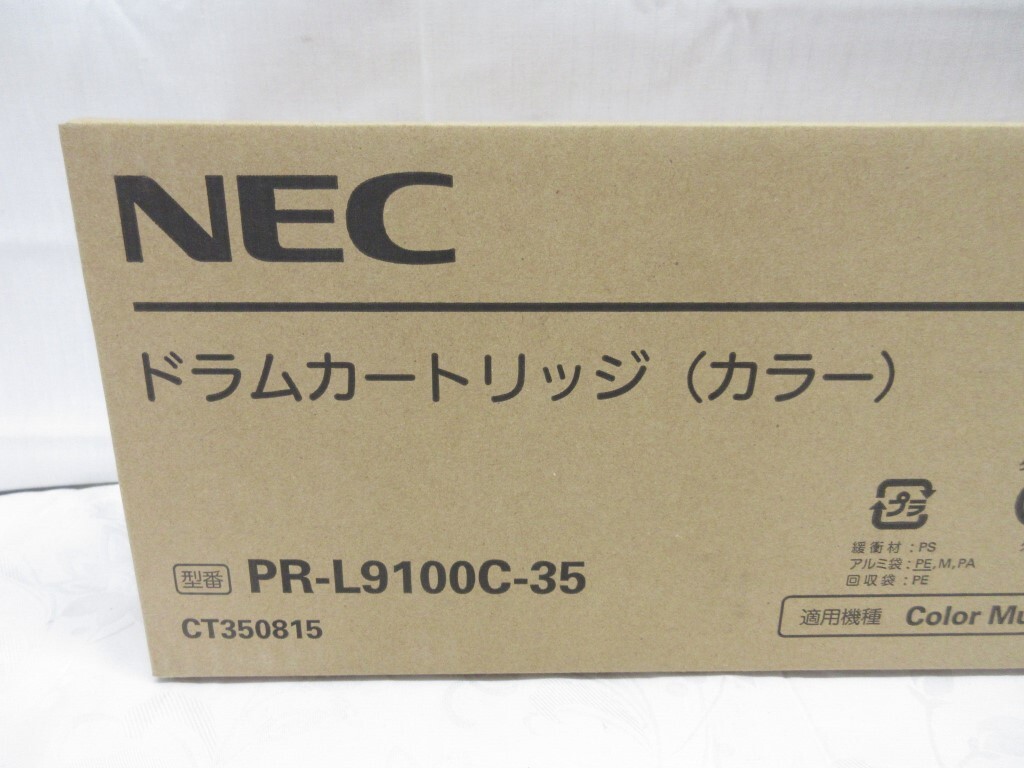 NEC
ドラムカートリッジ（カラー）
プラ
緩衝材：PS
アルミ袋：PE, M, PA
回収袋：PE
型番 PR-L9100C-35
CT350815
適用機種 Color